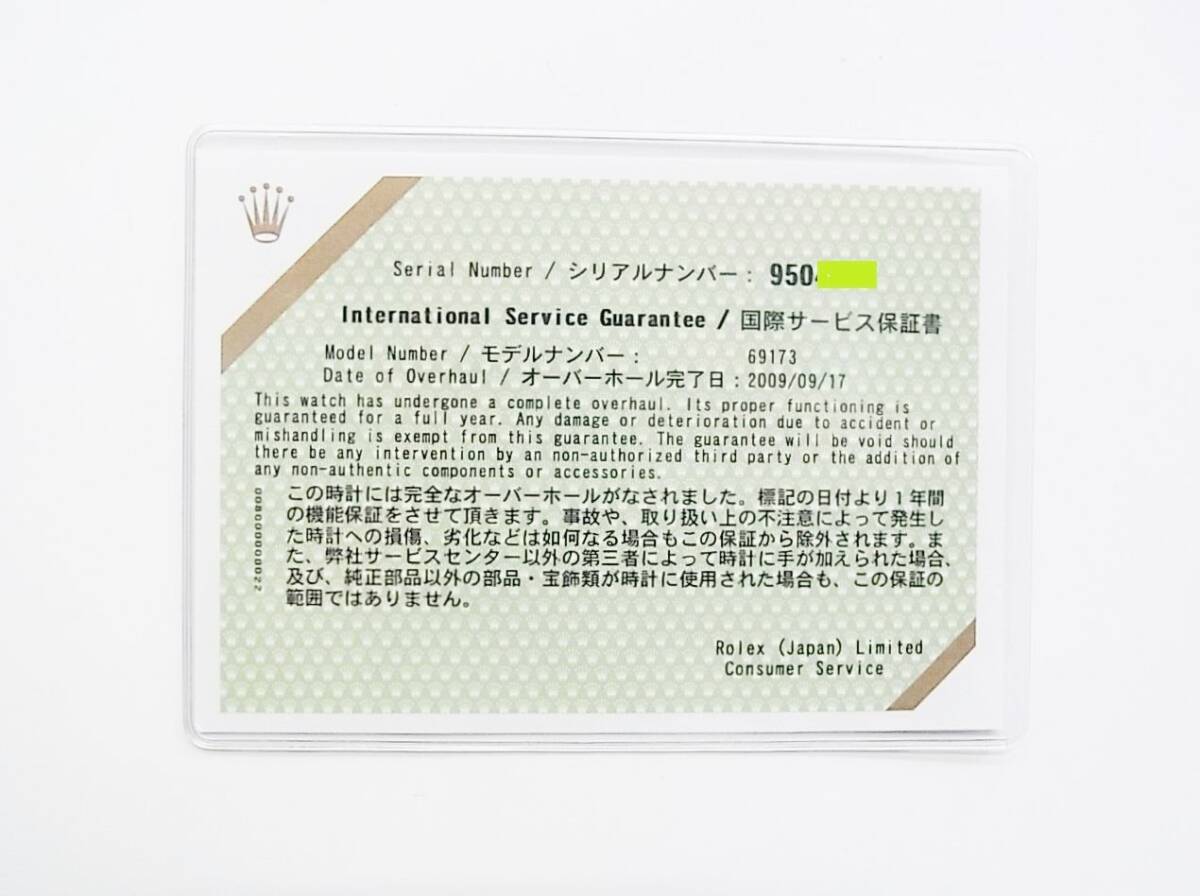 Serial Number / シリアルナンバー : 950
International Service Guarantee / 国際サービス保証書
Model Number / モデルナンバー : 69173
Date of Overhaul / オーバーホール完了日 : 2009/09/17
This watch has undergone a complete overhaul. Its proper functioning is
guaranteed for a full year. Any damage or deterioration due to accident or
mishandling is exempt from this guarantee. The guarantee will be void should
there be any intervention by an non-authorized third party or the addition of
any non-authentic components or accessories.
この時計には完全なオーバーホールがなされました。標記の日付より1年間
の機能保証をさせて頂きます。事故や、取り扱い上の不注意によって発生し
た時計への損傷、劣化などは如何なる場合もこの保証から除外されます。ま
た、弊社サービスセンター以外の第三者によって時計に手が加えられた場合、
及び、純正部品以外の部品・宝飾類が時計に使用された場合も、この保証の
範囲ではありません。
Rolex (Japan) Limited
Consumer Service